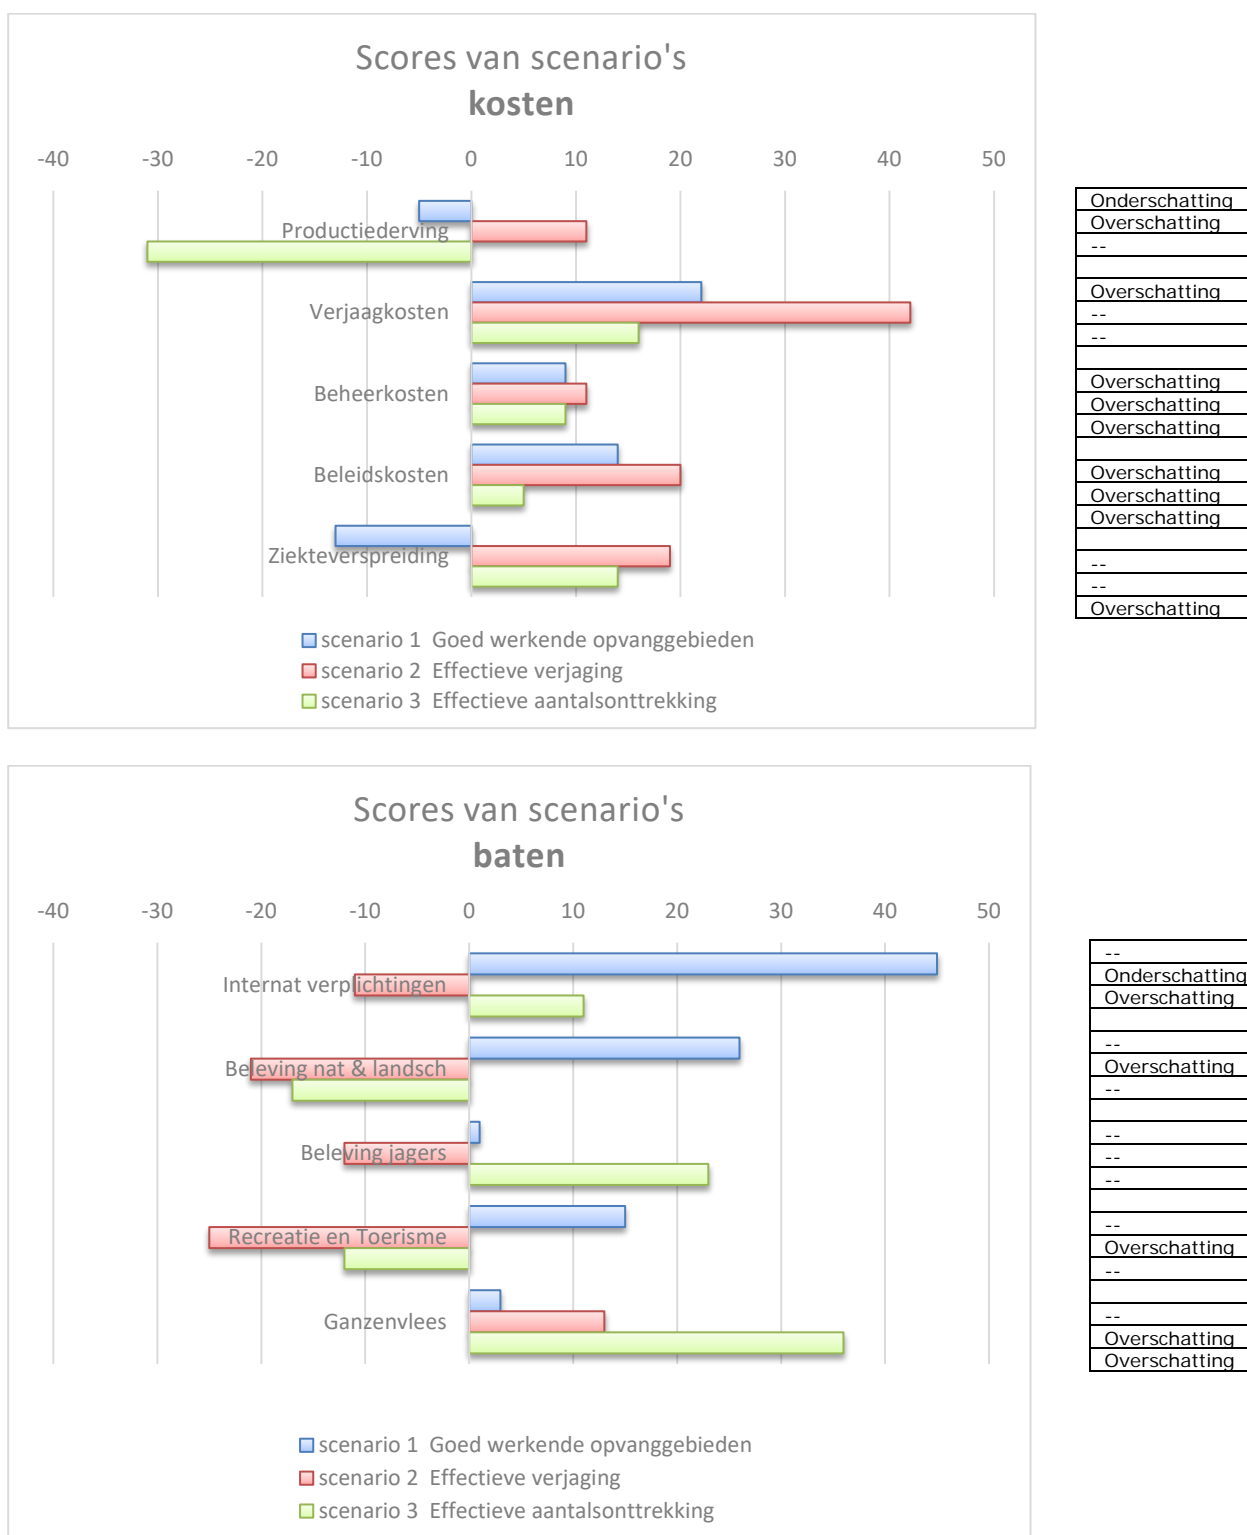 Scores van scenario's
kosten
-40 -30 -20 -10 0 10 20 30 40 50
Productiederving
Verjaagkosten
Beheerkosten
Beleidskosten
Ziekteverspreiding
scenario 1 Goed werkende opvanggebieden
scenario 2 Effectieve verjaging
scenario 3 Effectieve aantalsonttrekking
Onderschatting
Overschatting
--
Overschatting
--
--
Overschatting
Overschatting
Overschatting
Overschatting
Overschatting
Overschatting
--
--
Overschatting
Scores van scenario's
baten
-40 -30 -20 -10 0 10 20 30 40 50
Internat verplichtingen
Beleving nat & landsch
Beleving jagers
Recreatie en Toerisme
Ganzenvlees
scenario 1 Goed werkende opvanggebieden
scenario 2 Effectieve verjaging
scenario 3 Effectieve aantalsonttrekking
--
Onderschatting
Overschatting
--
Overschatting
--
--
--
--
--
Overschatting
--
--
Overschatting
Overschatting